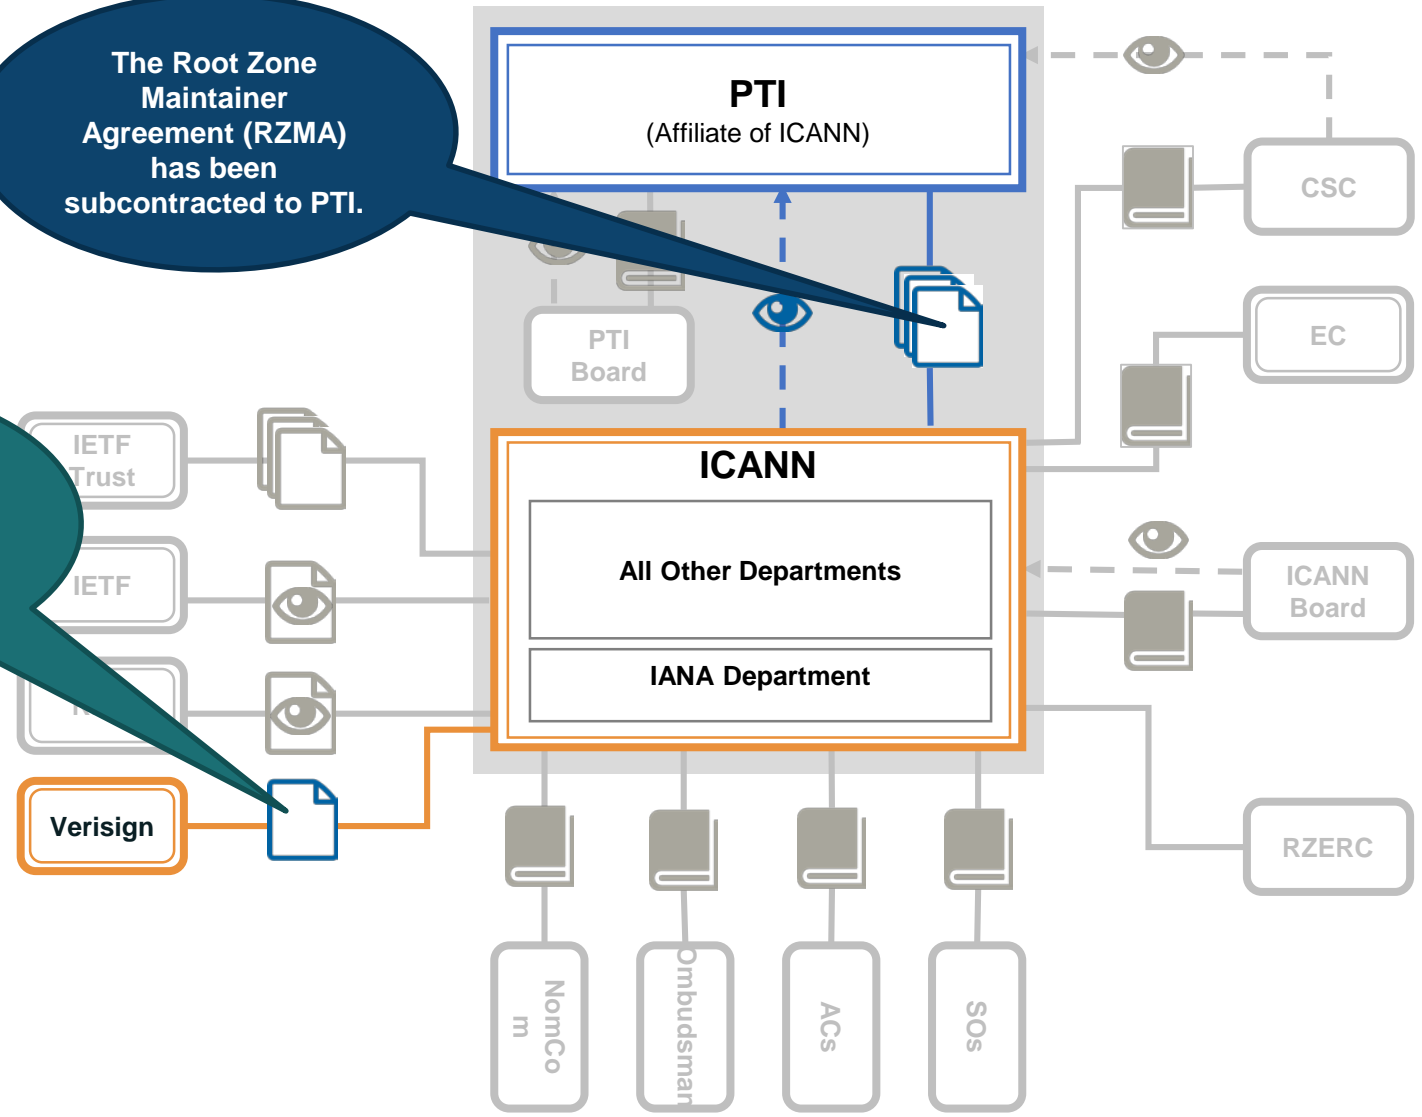 The Root Zone
Maintainer
Agreement (RZMA)
has been
subcontracted to PTI.
PTI
(Affiliate of ICANN)
CSC
EC
PTI
Board
IETF
Trust
ICANN
All Other Departments
IETF
ICANN
Board
IANA Department
Verisign
RZERC
NomCo
m
Ombudsman
ACs
SOs